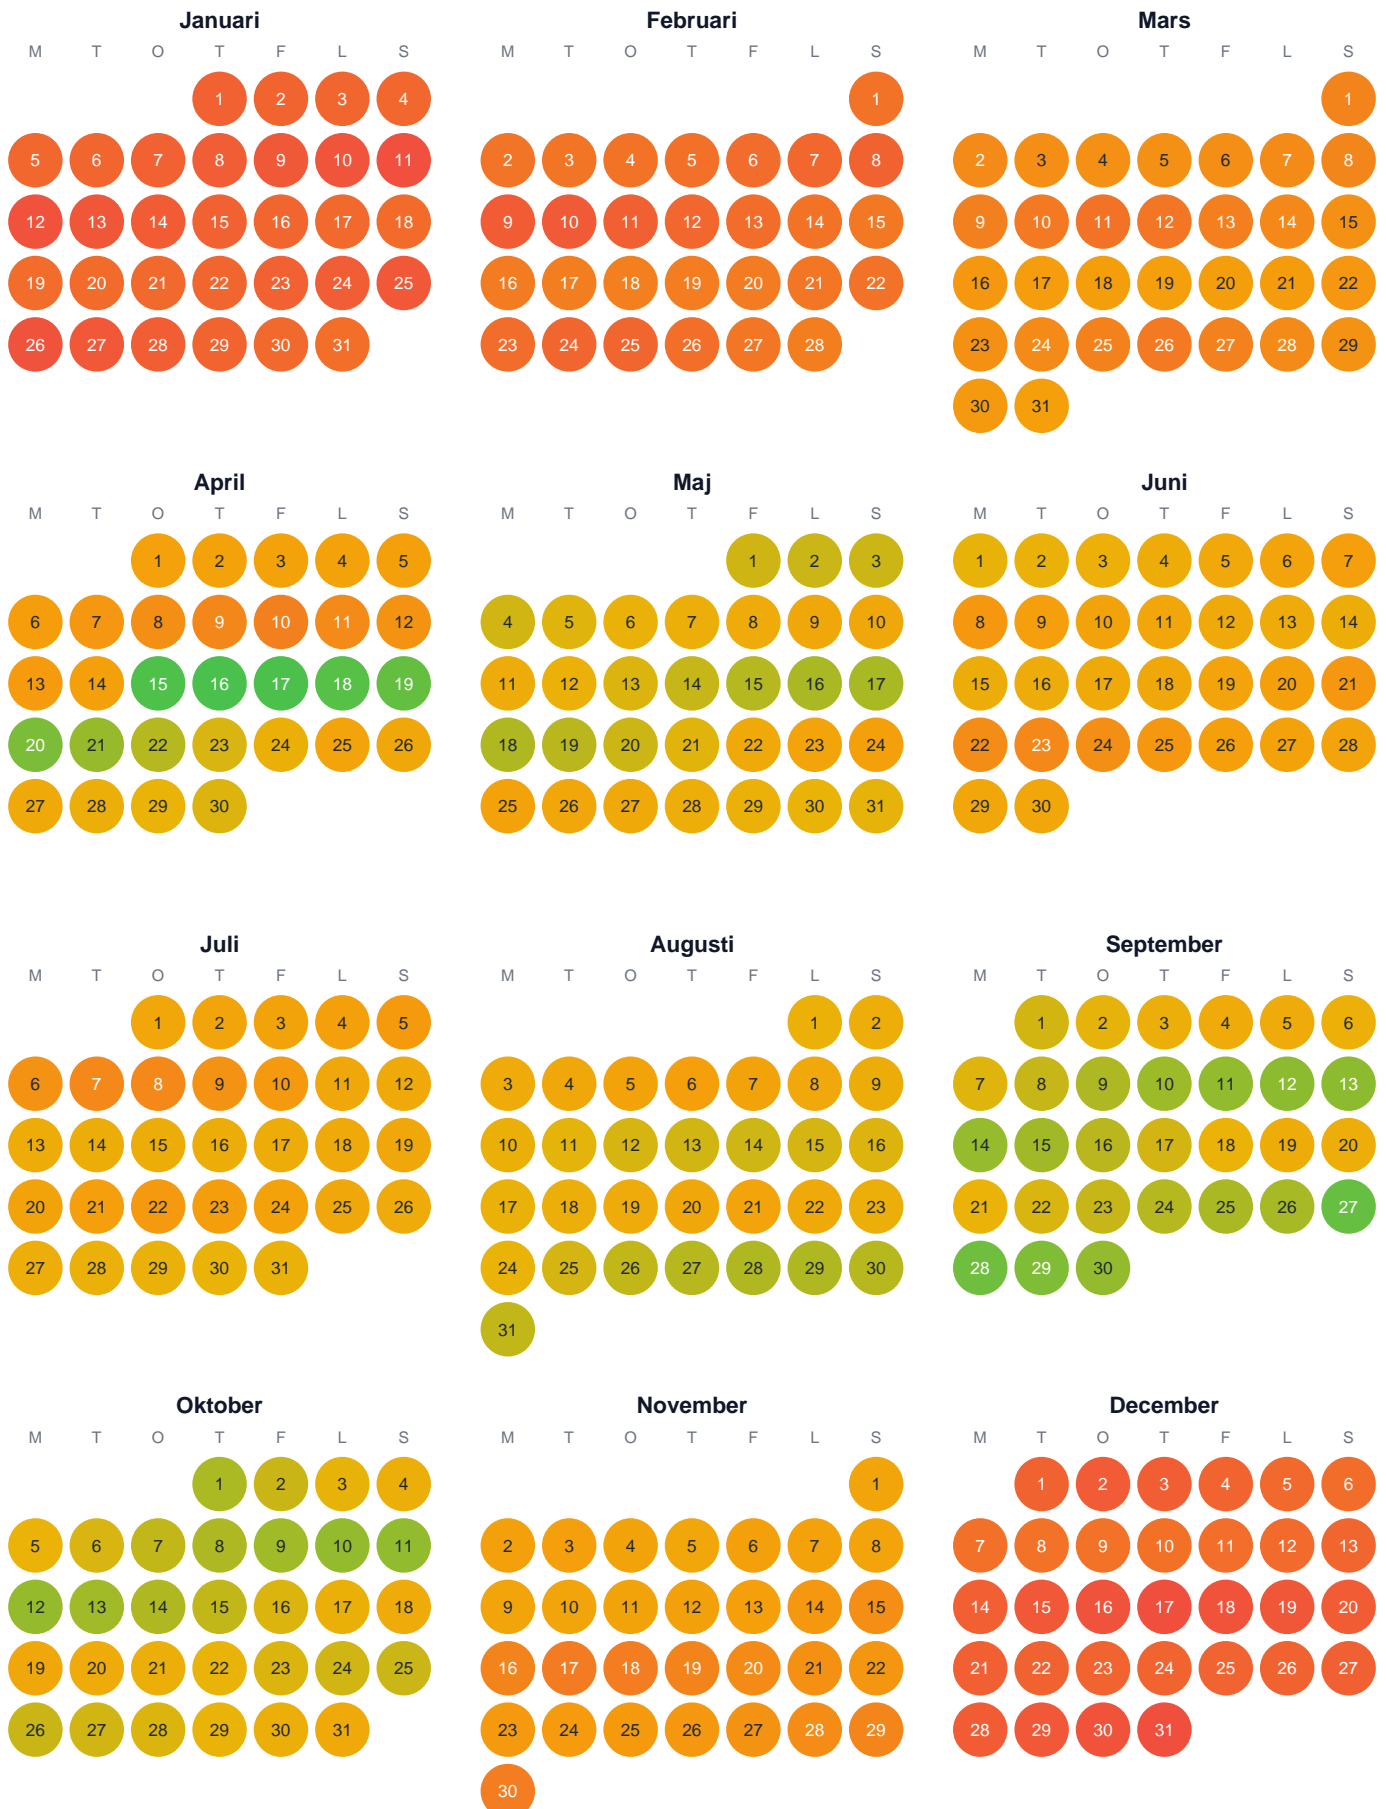 Januari Februari Mars
M T O T F L S M T O T F L S M T O T F L S
1 2 3 4 1 1
5 6 7 8 9 10 11 2 3 4 5 6 7 8 2 3 4 5 6 7 8
12 13 14 15 16 17 18 9 10 11 12 13 14 15 9 10 11 12 13 14 15
19 20 21 22 23 24 25 16 17 18 19 20 21 22 16 17 18 19 20 21 22
26 27 28 29 30 31 23 24 25 26 27 28 23 24 25 26 27 28 29
30 31
April Maj Juni
M T O T F L S M T O T F L S M T O T F L S
1 2 3 4 5 1 2 3 1 2 3 4 5 6 7
6 7 8 9 10 11 12 4 5 6 7 8 9 10 8 9 10 11 12 13 14
13 14 15 16 17 18 19 11 12 13 14 15 16 17 15 16 17 18 19 20 21
20 21 22 23 24 25 26 18 19 20 21 22 23 24 22 23 24 25 26 27 28
27 28 29 30 25 26 27 28 29 30 31 29 30
Juli Augusti September
M T O T F L S M T O T F L S M T O T F L S
1 2 3 4 5 1 2 1 2 3 4 5 6
6 7 8 9 10 11 12 3 4 5 6 7 8 9 7 8 9 10 11 12 13
13 14 15 16 17 18 19 10 11 12 13 14 15 16 14 15 16 17 18 19 20
20 21 22 23 24 25 26 17 18 19 20 21 22 23 21 22 23 24 25 26 27
27 28 29 30 31 24 25 26 27 28 29 30 28 29 30
31
Oktober November December
M T O T F L S M T O T F L S M T O T F L S
1 2 3 4 1 1 2 3 4 5 6
5 6 7 8 9 10 11 2 3 4 5 6 7 8 7 8 9 10 11 12 13
12 13 14 15 16 17 18 9 10 11 12 13 14 15 14 15 16 17 18 19 20
19 20 21 22 23 24 25 16 17 18 19 20 21 22 21 22 23 24 25 26 27
26 27 28 29 30 31 23 24 25 26 27 28 29 28 29 30 31
30